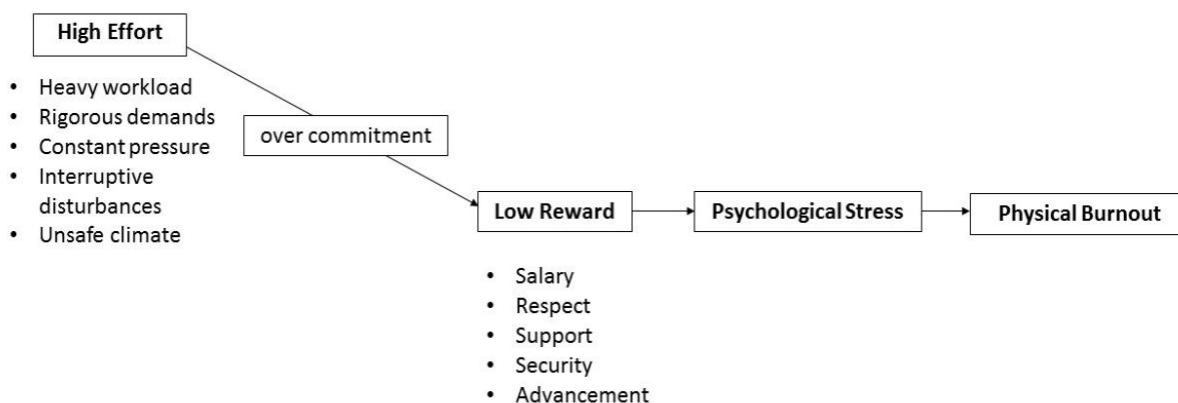 High Effort
• Heavy workload
• Rigorous demands
• Constant pressure
• Interruptive
disturbances
• Unsafe climate
over commitment
Low Reward
• Salary
• Respect
• Support
• Security
• Advancement
Psychological Stress
Physical Burnout